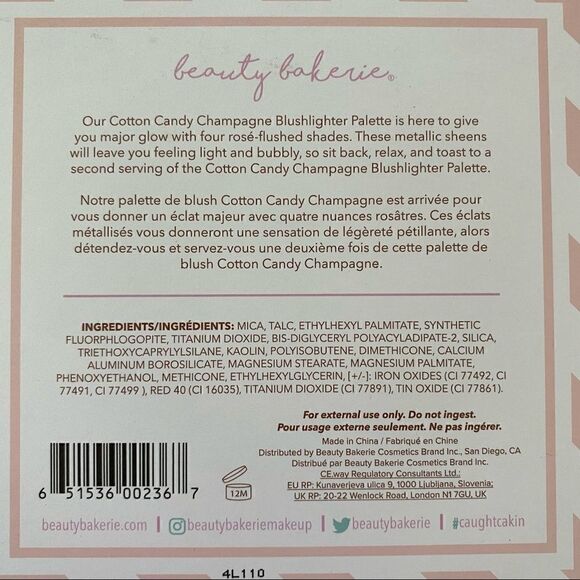 beauty bakerie®
Our Cotton Candy Champagne Blushlighter Palette is here to give
you major glow with four rosé-flushed shades. These metallic sheens
will leave you feeling light and bubbly, so sit back, relax, and toast to
a second serving of the Cotton Candy Champagne Blushlighter Palette.
Notre palette de blush Cotton Candy Champagne est arrivée pour
vous donner un éclat majeur avec quatre nuances rosâtres. Ces éclats
métallisés vous donneront une sensation de légèreté pétillante, alors
détendez-vous et servez-vous une deuxième fois de cette palette de
blush Cotton Candy Champagne.
INGREDIENTS/INGRÉDIENTS: MICA, TALC, ETHYLHEXYL PALMITATE, SYNTHETIC
FLUORPHLOGOPITE, TITANIUM DIOXIDE, BIS-DIGLYCERYL POLYACYLADIPATE-2, SILICA,
TRIETHOXYCAPRYLYLSILANE, KAOLIN, POLYISOBUTENE, DIMETHICONE, CALCIUM
ALUMINUM BOROSILICATE, MAGNESIUM STEARATE, MAGNESIUM PALMITATE,
PHENOXYETHANOL, METHICONE, ETHYLHEXYLGLYCERIN, [+/-]: IRON OXIDES (CI 77492, CI
77491, CI 77499 ), RED 40 (CI 16035), TITANIUM DIOXIDE (CI 77891), TIN OXIDE (CI 77861).
For external use only. Do not ingest.
Pour usage externe seulement. Ne pas ingérer.
Made in China / Fabriqué en Chine
Distributed by Beauty Bakerie Cosmetics Brand Inc., San Diego, CA
Distribué par Beauty Bakerie Cosmetics Brand Inc.
CE.way Regulatory Consultants Ltd.:
EU RP: Kunaverjeva ulica 9, 1000 Ljubljana, Slovenia;
UK RP: 20-22 Wenlock Road, London N1 7GU, UK
6 51536 00236 7
12M
beautybakerie.com | @beautybakeriemakeup | @beautybakerie | #caughtcakin
4L110